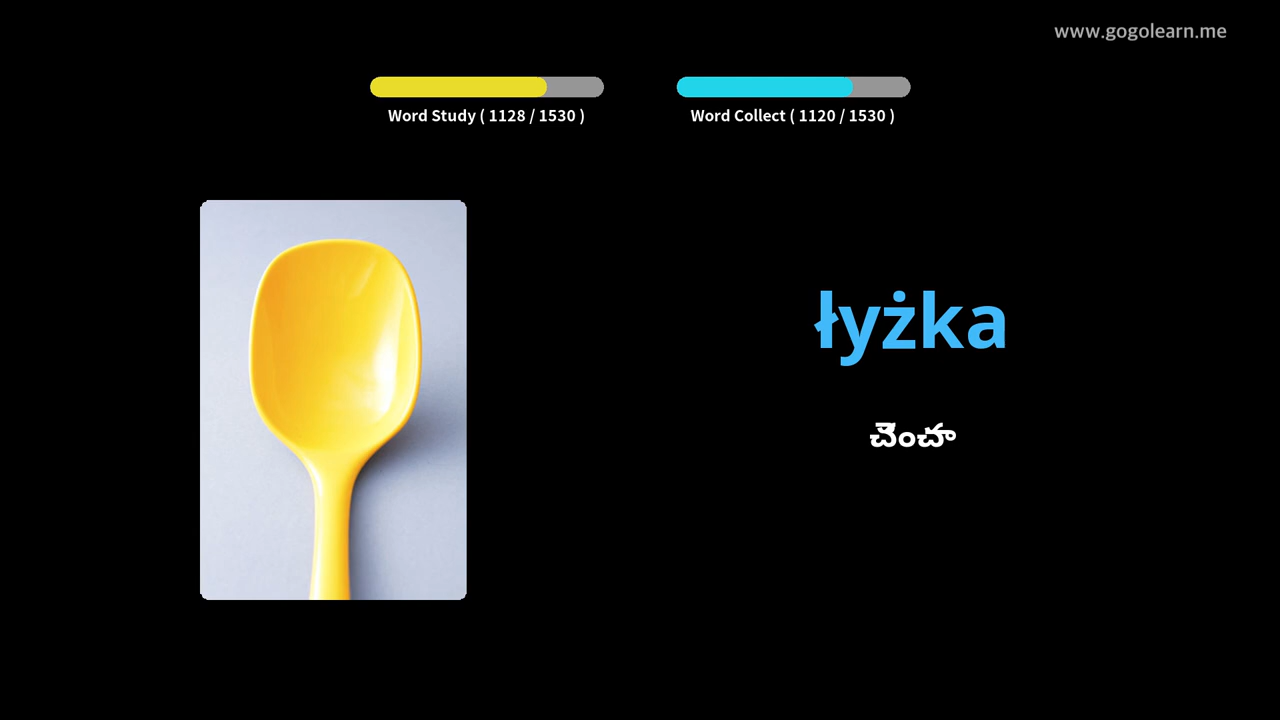 www.gogolearn.me
Word Study ( 1128 / 1530 )
Word Collect ( 1120 / 1530 )
łyżka
చెంచా